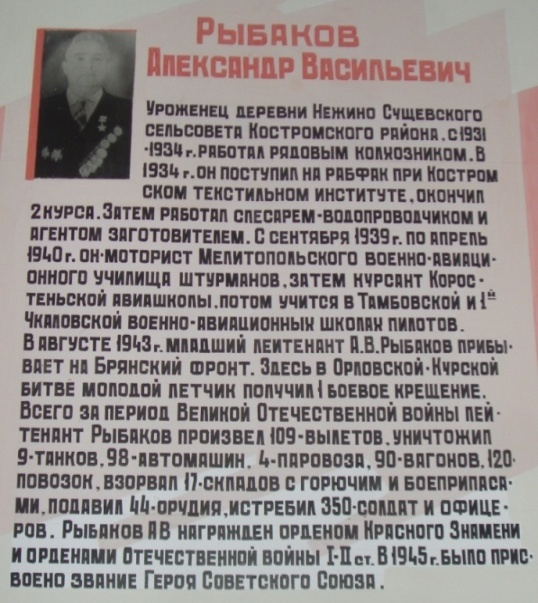 Рыбаков
Александр Васильевич
Уроженец деревни Нежино Сущевского
сельсовета Костромского района. с 1931
-1934 г. работал рядовым колхозником. В
1934 г. он поступил на рабфак при Костром
ском текстильном институте, окончил
2 курса. Затем работал слесарем-водопроводчиком и
агентом заготовителем. С сентября 1939 г. по апрель
1940 г. он-моторист Мелитопольского военно-авиаци-
онного училища штурманов, затем курсант Корос-
теньской авиашколы, потом учится в Тамбовской и 1й
Чкаловской военно-авиационных школах пилотов.
В августе 1943 г. младший лейтенант А.В.Рыбаков прибы-
вает на Брянский фронт. Здесь в Орловской-Курской
битве молодой летчик получил 1 боевое крещение.
Всего за период Великой Отечественной войны лей-
тенант Рыбаков произвел 109-вылетов, уничтожил
9-танков, 98-автомашин, 4-паровоза, 90-вагонов, 120-
повозок, взорвал 17-складов с горючим и боеприпаса-
ми, подавил 44-орудия, истребил 350-солдат и офице-
ров. Рыбаков АВ награжден орденом Красного Знамени
и орденами Отечественной войны I-II ст. В 1945 г. было прис-
воено звание Героя Советского Союза.